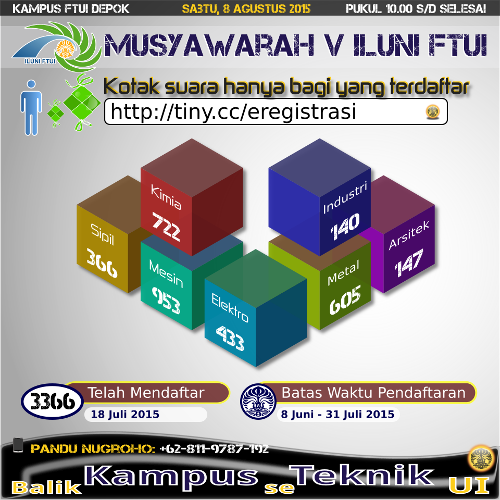 KAMPUS FTUI DEPOK SABTU, 8 AGUSTUS 2015 PUKUL 10.00 S/D SELESAI
ILUNI FTUI
MUSYAWARAH V ILUNI FTUI
Kotak suara hanya bagi yang terdaftar
http://tiny.cc/eregistrasi
Kimia
722
Industri
140
Sipil
366
Arsitek
147
Mesin
953
Metal
605
Elektro
433
3366
Telah Mendaftar
18 Juli 2015
Batas Waktu Pendaftaran
8 Juni - 31 Juli 2015
PANDU NUGROHO: +62-811-9787-192
Balik Kampus se Teknik UI